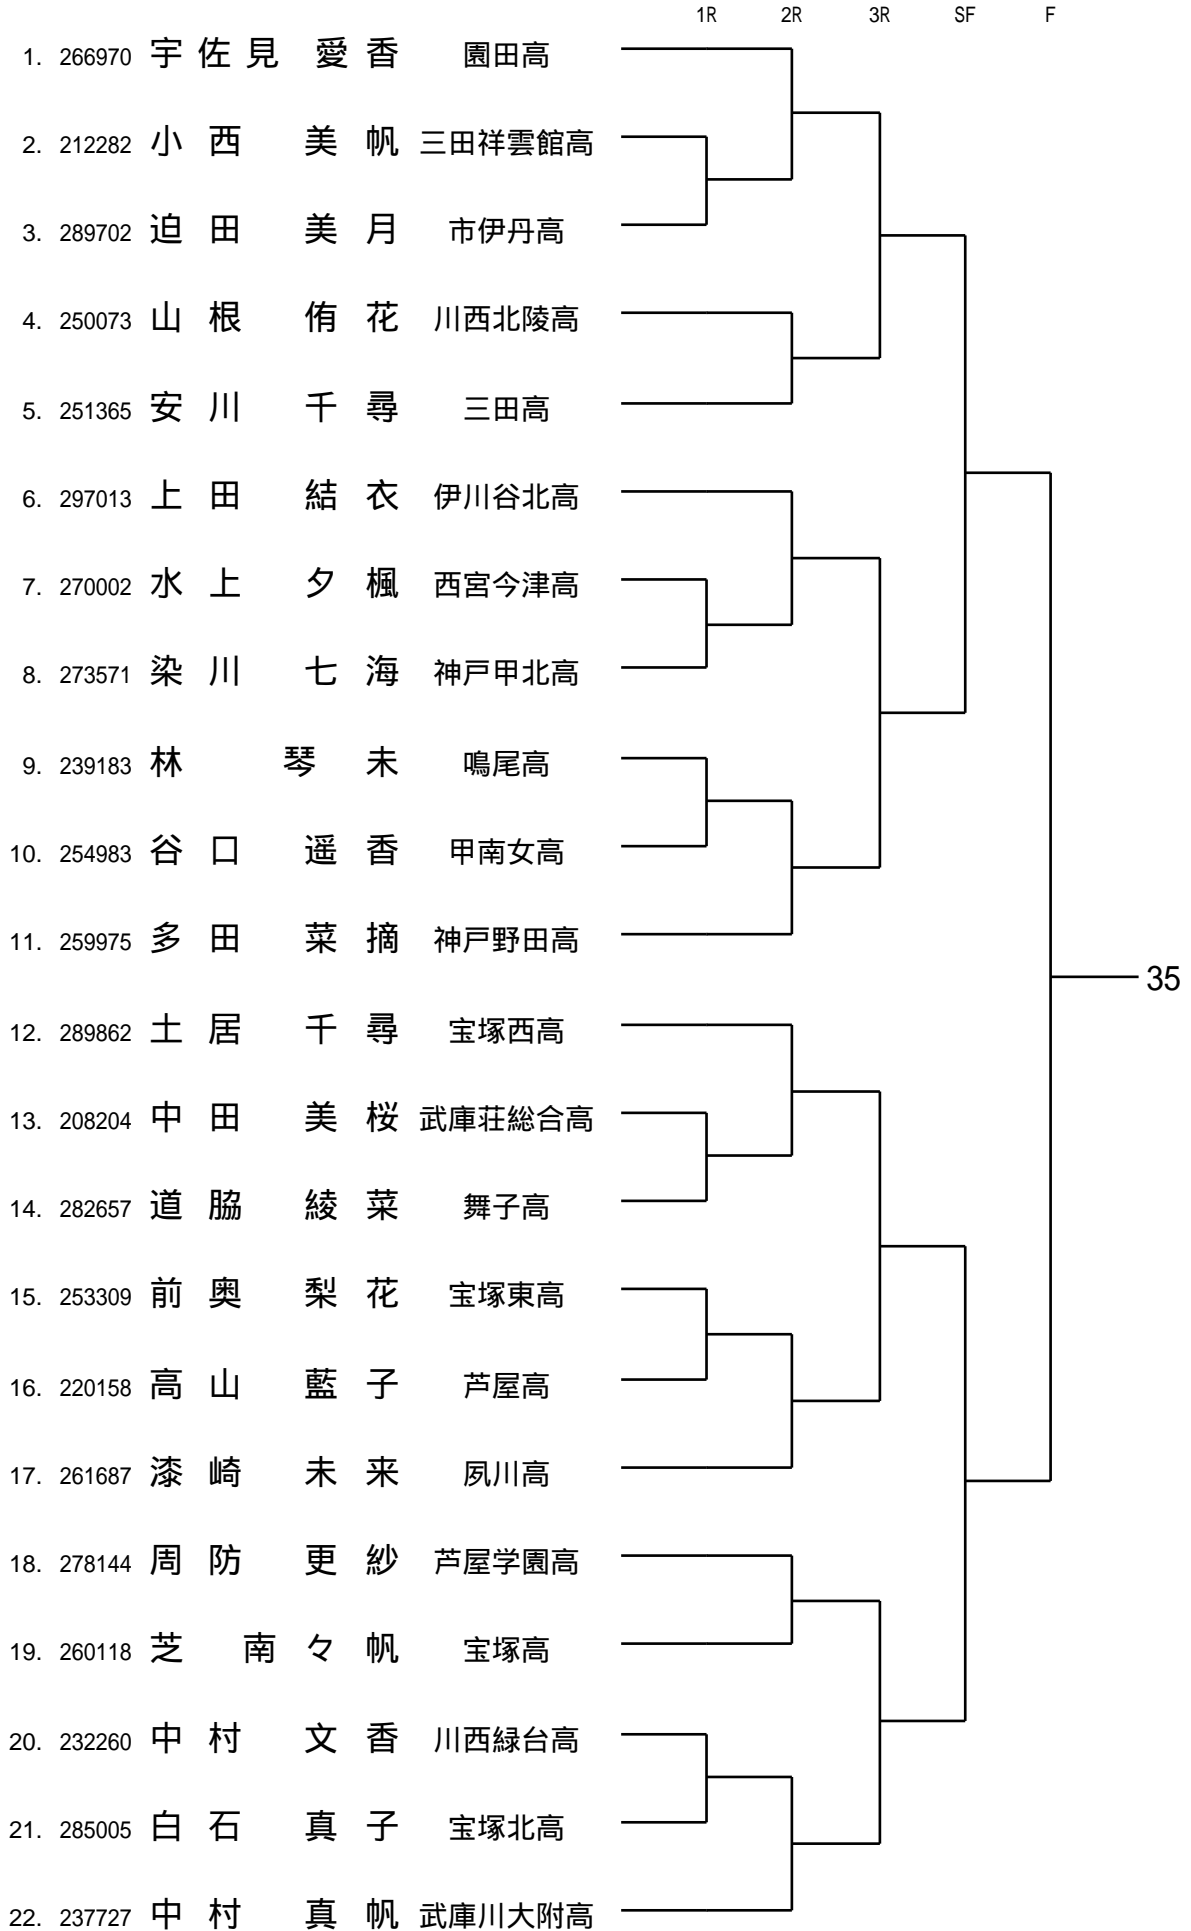 1R 2R 3R SF F
1. 266970 宇佐見 愛香 園田高
2. 212282 小西 美帆 三田祥雲館高
3. 289702 迫田 美月 市伊丹高
4. 250073 山根 侑花 川西北陵高
5. 251365 安川 千尋 三田高
6. 297013 上田 結衣 伊川谷北高
7. 270002 水上 夕楓 西宮今津高
8. 273571 染川 七海 神戸甲北高
9. 239183 林 琴未 鳴尾高
10. 254983 谷口 遥香 甲南女高
11. 259975 多田 菜摘 神戸野田高
35
12. 289862 土居 千尋 宝塚西高
13. 208204 中田 美桜 武庫荘総合高
14. 282657 道脇 綾菜 舞子高
15. 253309 前奥 梨花 宝塚東高
16. 220158 高山 藍子 芦屋高
17. 261687 漆崎 未来 夙川高
18. 278144 周防 更紗 芦屋学園高
19. 260118 芝 南々帆 宝塚高
20. 232260 中村 文香 川西緑台高
21. 285005 白石 真子 宝塚北高
22. 237727 中村 真帆 武庫川大附高